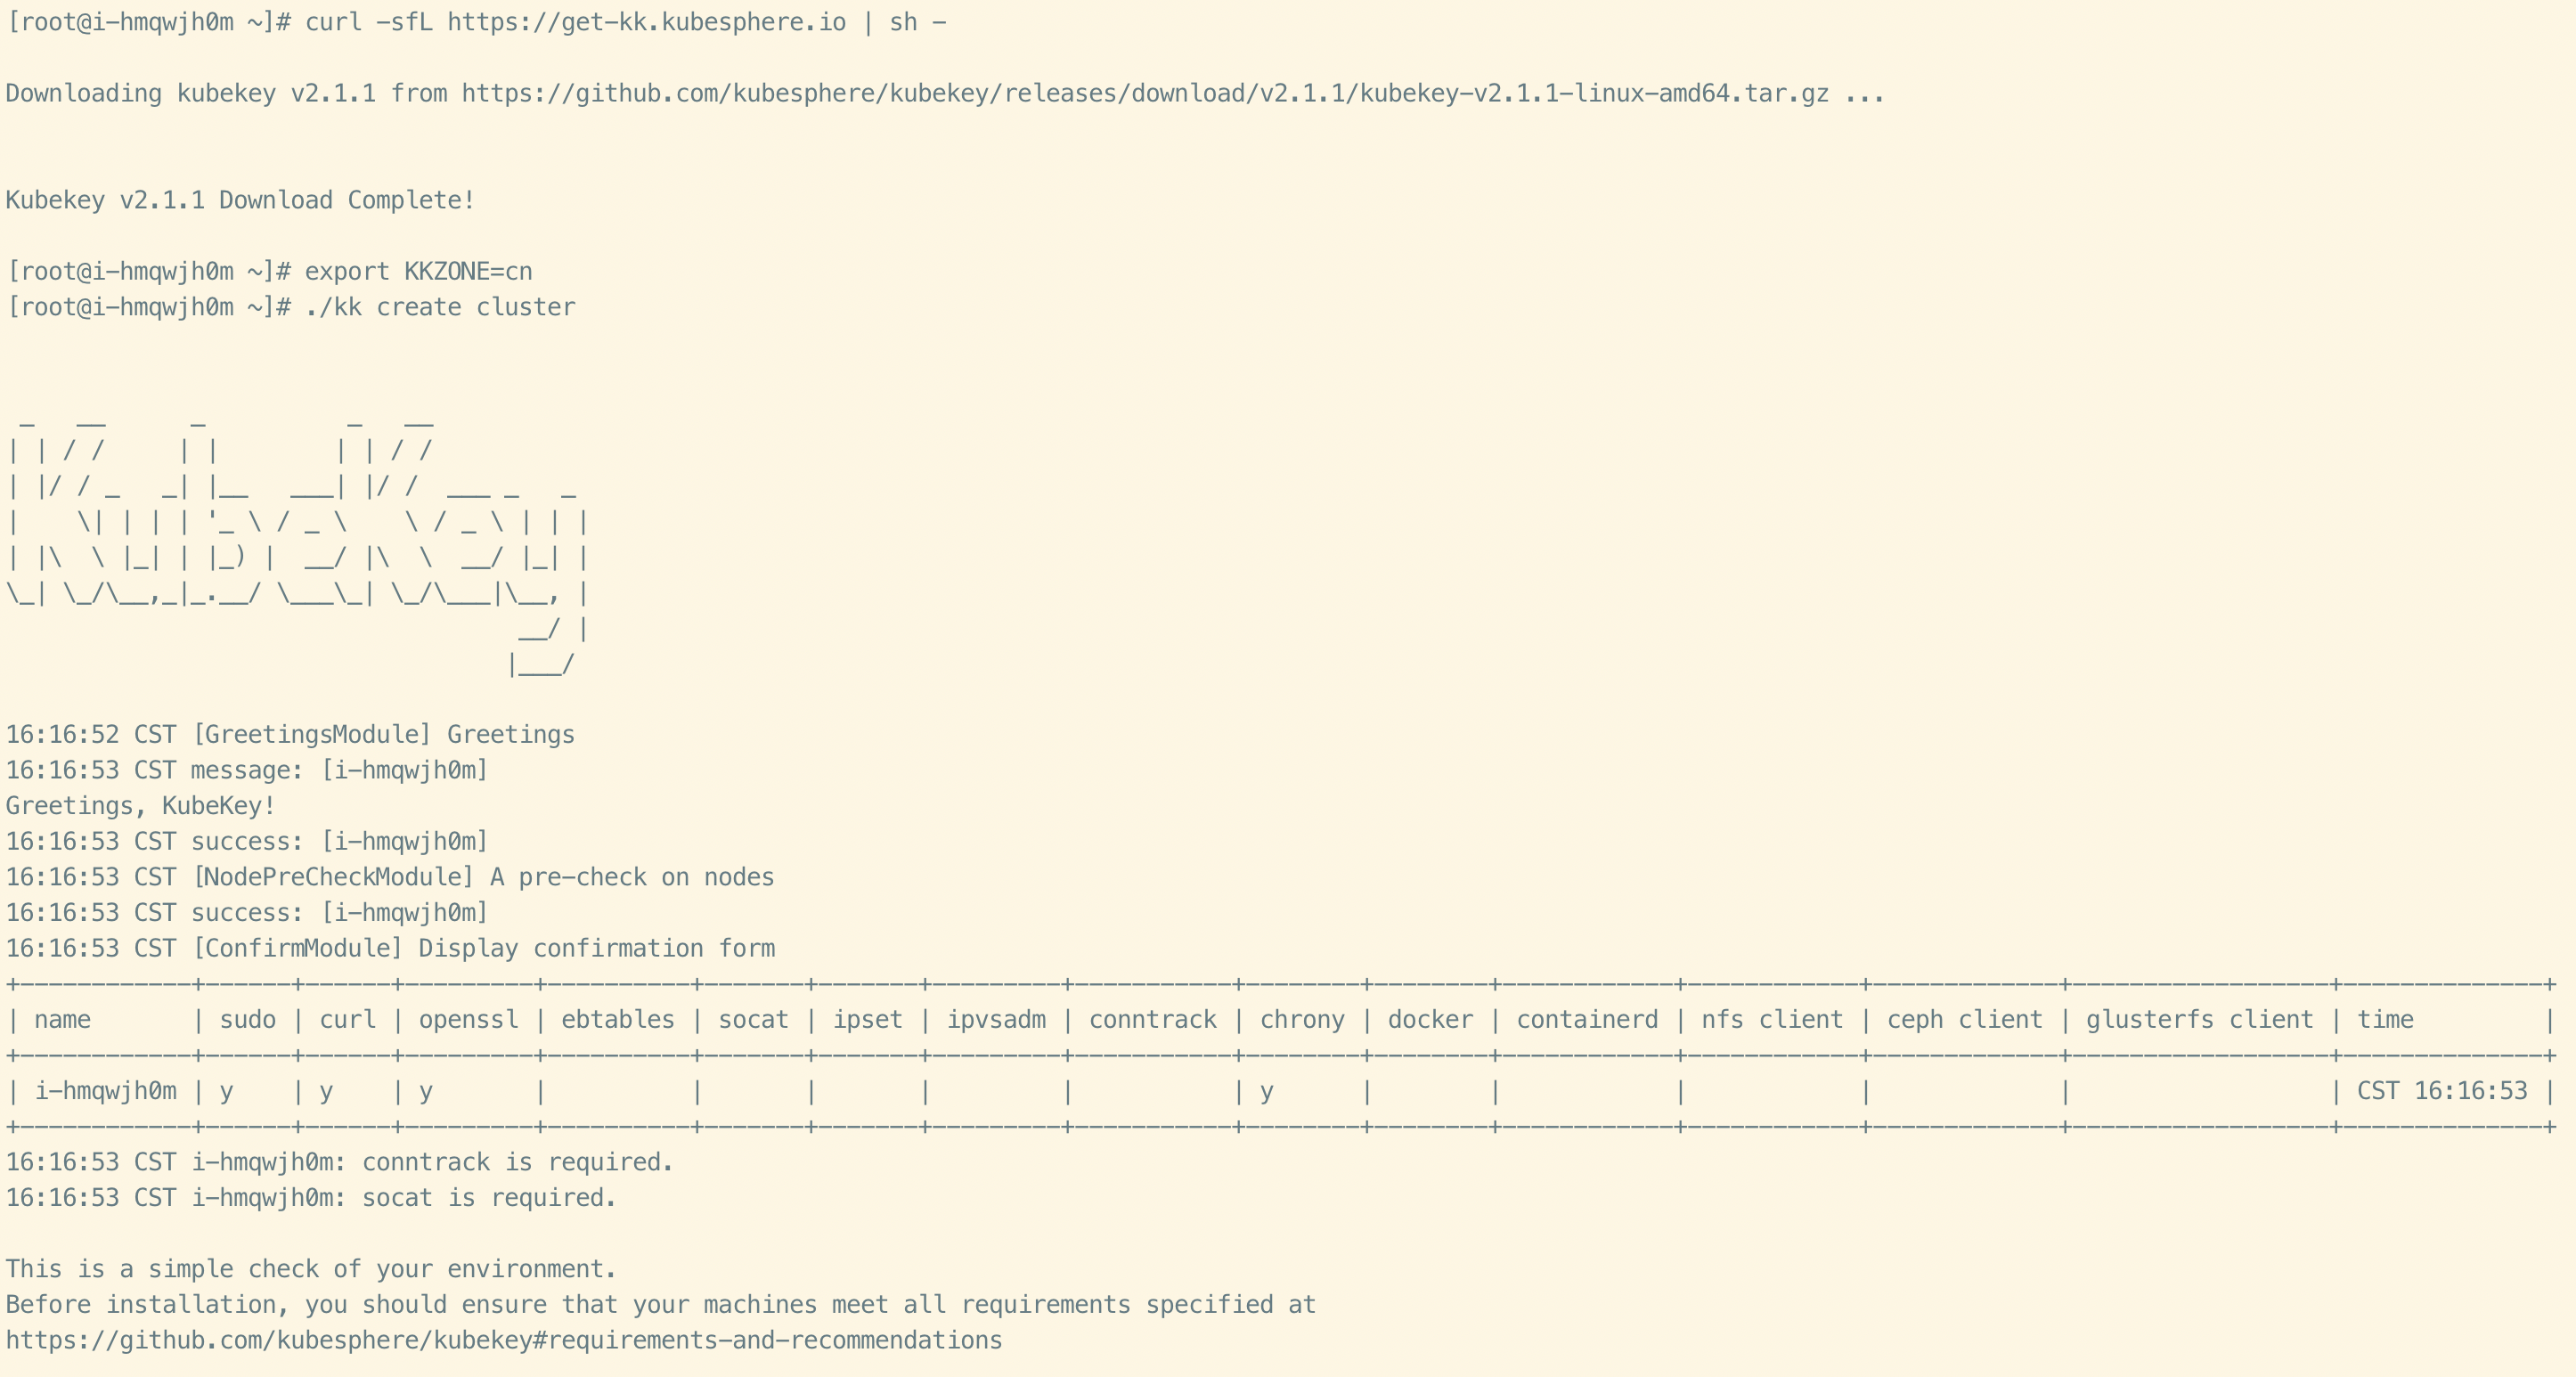 [root@i-hmqwjh0m ~]# curl -sfL https://get-kk.kubesphere.io | sh -
Downloading kubekey v2.1.1 from https://github.com/kubesphere/kubekey/releases/download/v2.1.1/kubekey-v2.1.1-linux-amd64.tar.gz ...
Kubekey v2.1.1 Download Complete!
[root@i-hmqwjh0m ~]# export KKZONE=cn
[root@i-hmqwjh0m ~]# ./kk create cluster
 _   __      _          _   __
| | / /     | |        | | / /
| |/ / _   _| |__   ___| |/ /  ___ _   _
|    \| | | | '_ \ / _ \    \ / _ \ | | |
| |\  \ |_| | |_) |  __/ |\  \  __/ |_| |
\_| \_/\__,_|_.__/ \___\_| \_/\___|\__, |
                                    __/ |
                                   |___/
16:16:52 CST [GreetingsModule] Greetings
16:16:53 CST message: [i-hmqwjh0m]
Greetings, KubeKey!
16:16:53 CST success: [i-hmqwjh0m]
16:16:53 CST [NodePreCheckModule] A pre-check on nodes
16:16:53 CST success: [i-hmqwjh0m]
16:16:53 CST [ConfirmModule] Display confirmation form
+------------+------+------+---------+----------+-------+-------+---------+-----------+--------+--------+------------+------------+-------------+------------------+--------------+
| name       | sudo | curl | openssl | ebtables | socat | ipset | ipvsadm | conntrack | chrony | docker | containerd | nfs client | ceph client | glusterfs client | time         |
+------------+------+------+---------+----------+-------+-------+---------+-----------+--------+--------+------------+------------+-------------+------------------+--------------+
| i-hmqwjh0m | y    | y    | y       |          |       |       |         |           | y      |        |            |            |             |                  | CST 16:16:53 |
+------------+------+------+---------+----------+-------+-------+---------+-----------+--------+--------+------------+------------+-------------+------------------+--------------+
16:16:53 CST i-hmqwjh0m: conntrack is required.
16:16:53 CST i-hmqwjh0m: socat is required.
This is a simple check of your environment.
Before installation, you should ensure that your machines meet all requirements specified at
https://github.com/kubesphere/kubekey#requirements-and-recommendations